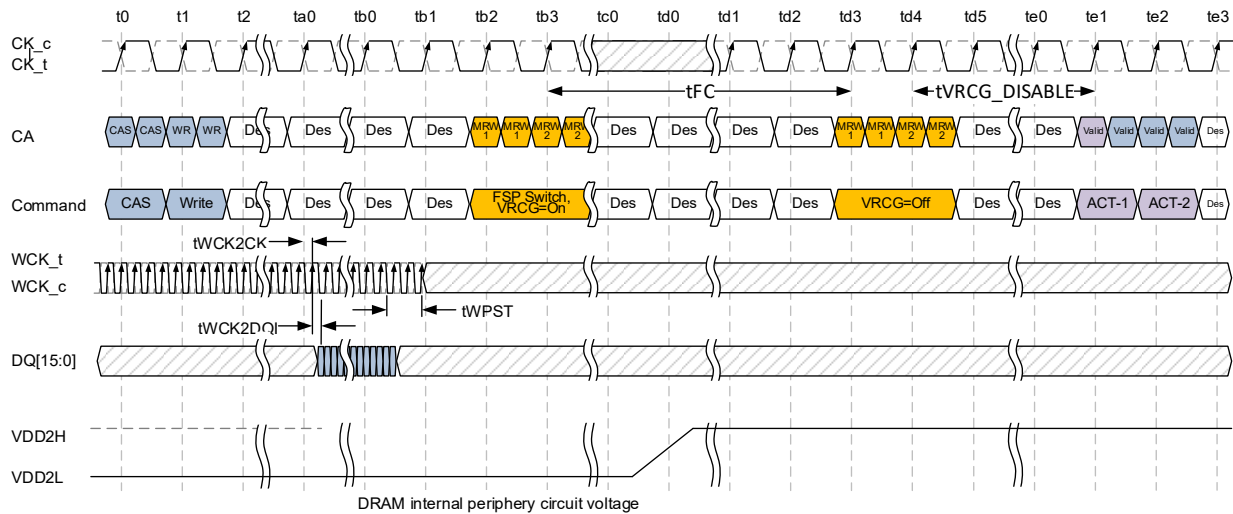 t0 t1 t2 ta0 tb0 tb1 tb2 tb3 tc0 td1 td2 td3 td4 td5 te0 te1 te2 te3
CK_c
CK_t
tFC tVRCG_DISABLE
CA CAS CAS WR WR Des Des Des Des MRW 1 MRW 1 MRW 2 MRW 2 Des Des Des Des MRW 1 MRW 1 MRW 2 MRW 2 Des Des Valid Valid Valid Valid Des
Command CAS Write Des Des Des Des FSP Switch, VRCG=On Des Des Des Des VRCG=Off Des Des ACT-1 ACT-2 Des
tWCK2CK
WCK_t
WCK_c
tWPST
tWCK2DQI
DQ[15:0]
VDD2H
VDD2L
DRAM internal periphery circuit voltage